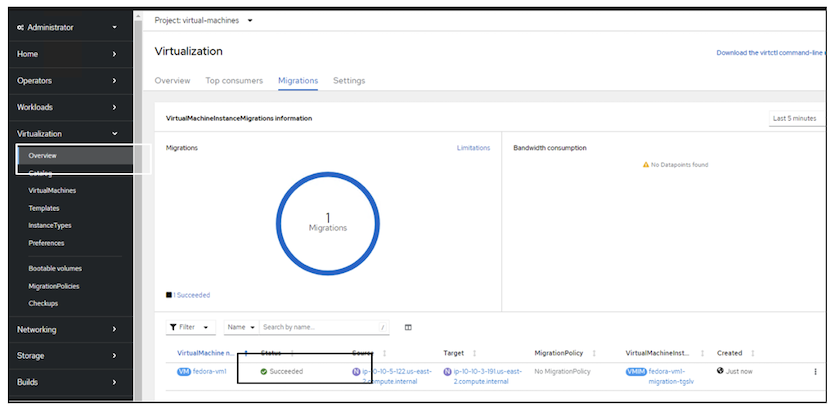 Administrator
Home
Operators
Workloads
Virtualization
Overview
Catalog
VirtualMachines
Templates
InstanceTypes
Preferences
Bootable volumes
MigrationPolicies
Checkups
Networking
Storage
Builds
Project: virtual-machines
Virtualization
Download the virtctl command-line
Overview Top consumers Migrations Settings
VirtualMachineInstanceMigrations information
Last 5 minutes
Migrations
Limitations
Bandwidth consumption
No Datapoints found
1
Migrations
1 Succeeded
Filter Name Search by name... /
VirtualMachine n... Status Source Target MigrationPolicy VirtualMachineInst... Created
VM fedora-vm1 Succeeded N ip-10-10-5-122.us-east-2.compute.internal N ip-10-10-3-191.us-east-2.compute.internal No MigrationPolicy VMIM fedora-vm1-migration-tgslv Just now